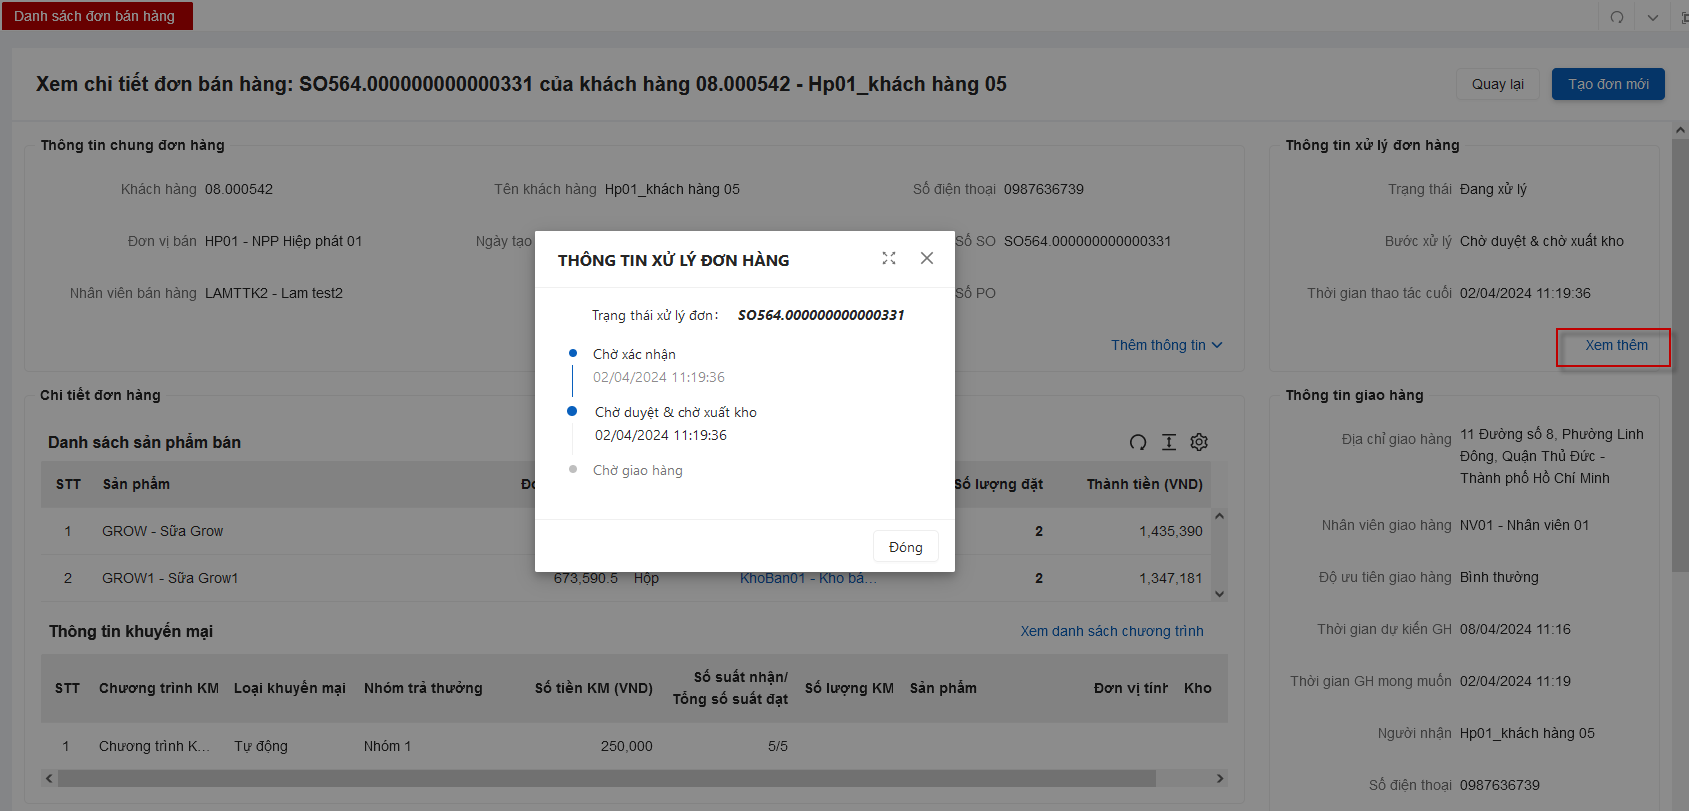 Danh sách đơn bán hàng
Xem chi tiết đơn bán hàng: SO564.000000000000331 của khách hàng 08.000542 - Hp01_khách hàng 05
Quay lại
Tạo đơn mới
Thông tin chung đơn hàng
Khách hàng 08.000542
Tên khách hàng Hp01_khách hàng 05
Số điện thoại 0987636739
Đơn vị bán HP01 - NPP Hiệp phát 01
Ngày tạo
Số SO SO564.000000000000331
Nhân viên bán hàng LAMTTK2 - Lam test2
Số PO
Thêm thông tin
Thông tin xử lý đơn hàng
Trạng thái Đang xử lý
Bước xử lý Chờ duyệt & chờ xuất kho
Thời gian thao tác cuối 02/04/2024 11:19:36
Xem thêm
THÔNG TIN XỬ LÝ ĐƠN HÀNG
Trạng thái xử lý đơn: SO564.000000000000331
Chờ xác nhận
02/04/2024 11:19:36
Chờ duyệt & chờ xuất kho
02/04/2024 11:19:36
Chờ giao hàng
Đóng
Chi tiết đơn hàng
Danh sách sản phẩm bán
STT Sản phẩm Số lượng đặt Thành tiền (VND)
1 GROW - Sữa Grow 2 1,435,390
2 GROW1 - Sữa Grow1 673,590.5 Hộp KhoBan01 - Kho bá... 2 1,347,181
Thông tin khuyến mại
Xem danh sách chương trình
STT Chương trình KM Loại khuyến mại Nhóm trả thưởng Số tiền KM (VND) Số suất nhận/ Số lượng KM Sản phẩm Đơn vị tính Kho
Tổng số suất đạt
1 Chương trình K... Tự động Nhóm 1 250,000 5/5
Thông tin giao hàng
Địa chỉ giao hàng 11 Đường số 8, Phường Linh
Đông, Quận Thủ Đức -
Thành phố Hồ Chí Minh
Nhân viên giao hàng NV01 - Nhân viên 01
Độ ưu tiên giao hàng Bình thường
Thời gian dự kiến GH 08/04/2024 11:16
Thời gian GH mong muốn 02/04/2024 11:19
Người nhận Hp01_khách hàng 05
Số điện thoại 0987636739